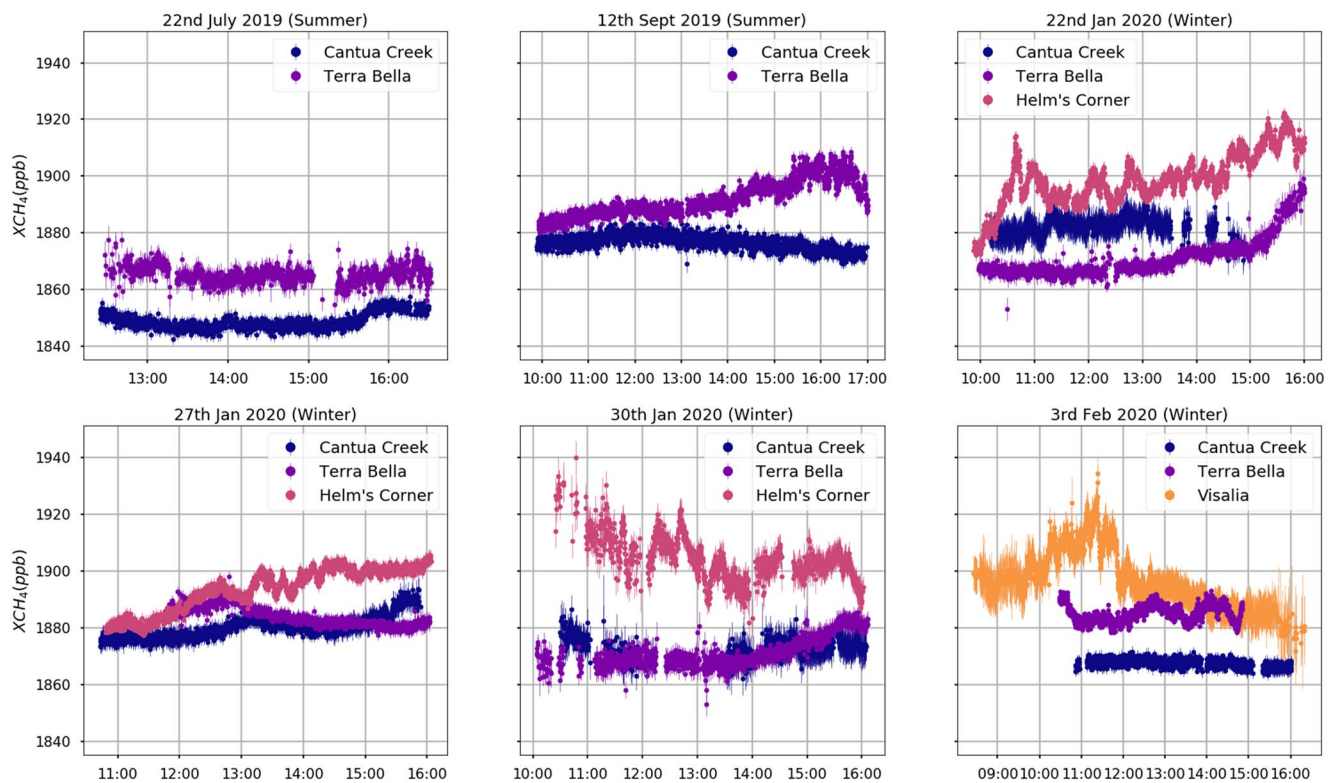 22nd July 2019 (Summer)
Cantua Creek
Terra Bella
XCH₄(ppb)
1940
1920
1900
1880
1860
1840
13:00 14:00 15:00 16:00
12th Sept 2019 (Summer)
Cantua Creek
Terra Bella
10:00 11:00 12:00 13:00 14:00 15:00 16:00 17:00
22nd Jan 2020 (Winter)
Cantua Creek
Terra Bella
Helm's Corner
10:00 11:00 12:00 13:00 14:00 15:00 16:00
27th Jan 2020 (Winter)
Cantua Creek
Terra Bella
Helm's Corner
XCH₄(ppb)
1940
1920
1900
1880
1860
1840
11:00 12:00 13:00 14:00 15:00 16:00
30th Jan 2020 (Winter)
Cantua Creek
Terra Bella
Helm's Corner
10:00 11:00 12:00 13:00 14:00 15:00 16:00
3rd Feb 2020 (Winter)
Cantua Creek
Terra Bella
Visalia
09:00 10:00 11:00 12:00 13:00 14:00 15:00 16:00